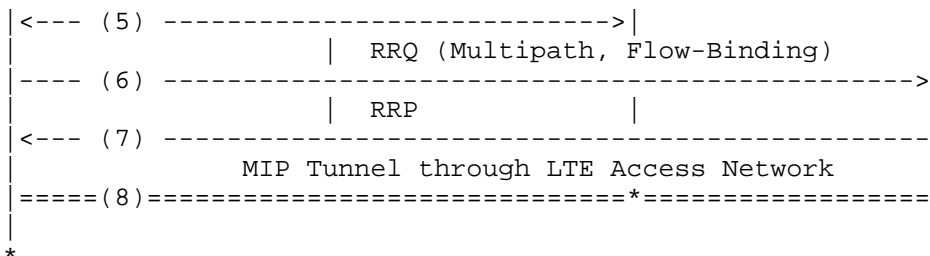 |<--- (5) --------------------------->|
| | RRQ (Multipath, Flow-Binding)
|---- (6) --------------------------------------------->
| | RRP |
|<--- (7) ----------------------------------------------
| MIP Tunnel through LTE Access Network
|=====(8)=============================*==================
|
*